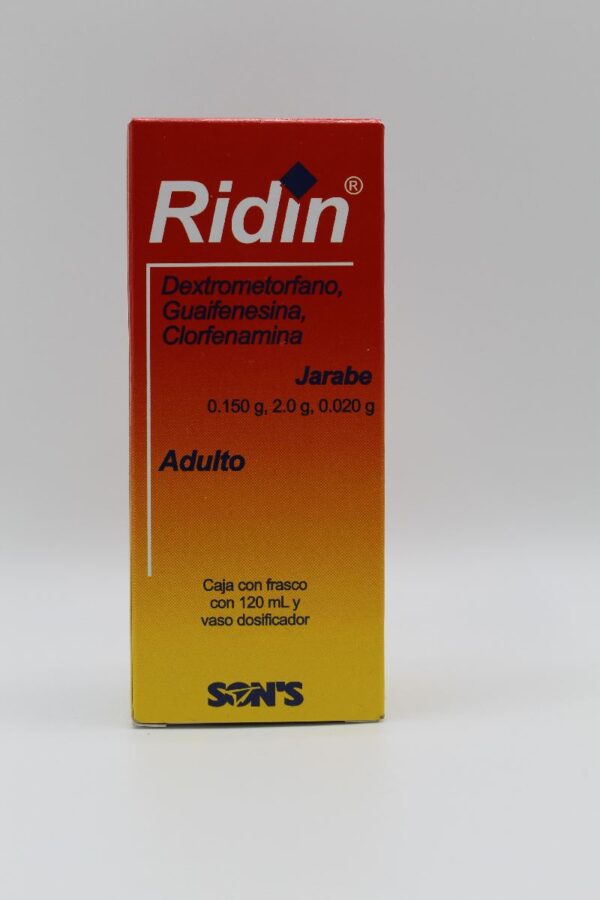 Ridin®
Dextrometorfano,
Guaifenesina,
Clorfenamina
Jarabe
0.150 g, 2.0 g, 0.020 g
Adulto
Caja con frasco
con 120 mL y
vaso dosificador
SON'S